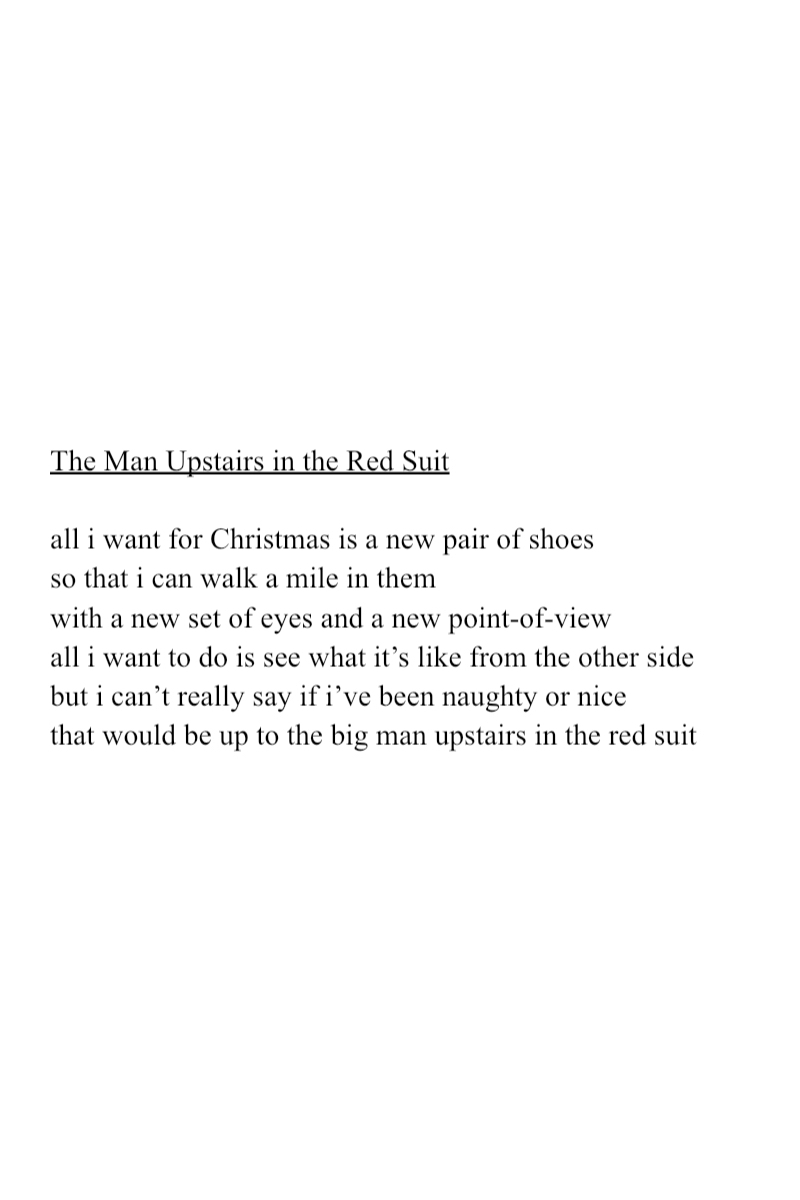 The Man Upstairs in the Red Suit
all i want for Christmas is a new pair of shoes
so that i can walk a mile in them
with a new set of eyes and a new point-of-view
all i want to do is see what it’s like from the other side
but i can’t really say if i’ve been naughty or nice
that would be up to the big man upstairs in the red suit